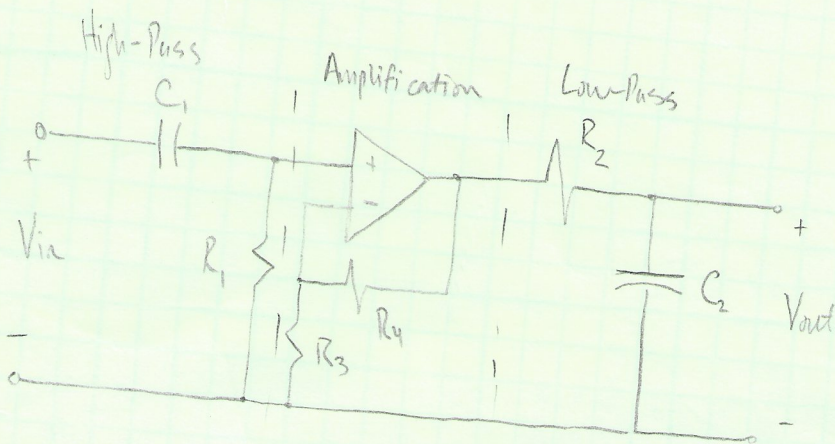 High-Pass
Amplification
Low-Pass
C1
R2
+
+
-
Vin
R1
R4
R3
C2
+
Vout
-
-